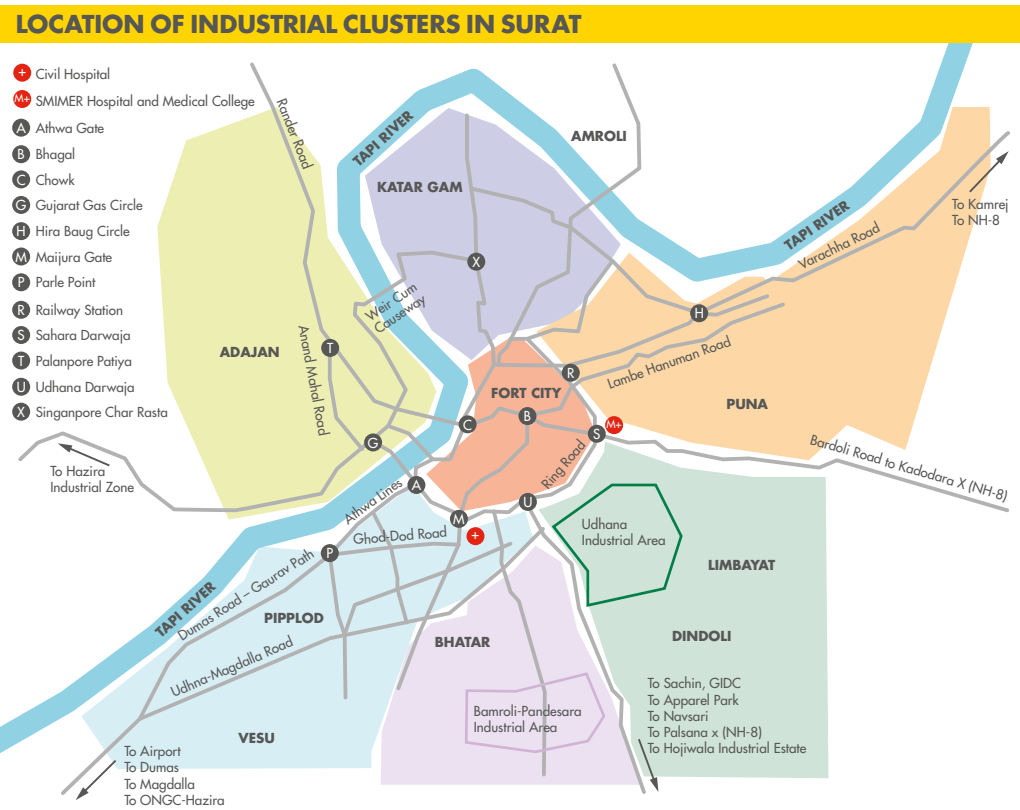 LOCATION OF INDUSTRIAL CLUSTERS IN SURAT
+ Civil Hospital
M+ SMIMER Hospital and Medical College
A Athwa Gate
B Bhagal
C Chowk
G Gujarat Gas Circle
H Hira Baug Circle
M Maijura Gate
P Parle Point
R Railway Station
S Sahara Darwaja
T Palanpore Patiya
U Udhana Darwaja
X Singanpore Char Rasta
Rander Road
TAPI RIVER
AMROLI
KATAR GAM
To Kamrej
To NH-8
TAPI RIVER
Varachha Road
X
Weir Cum
Causeway
H
T
ADAJAN
Anand Mahal Road
Lambe Hanuman Road
R
FORT CITY
PUNA
B
C
S
M+
G
Bardoli Road to Kadodara X (NH-8)
To Hazira
Industrial Zone
Ring Road
A
Athwa Lines
U
M
+
Ghod-Dod Road
Udhana
Industrial Area
P
Dumas Road – Gaurav Path
LIMBAYAT
TAPI RIVER
PIPPLOD
DINDOLI
BHATAR
Udhna-Magdalla Road
To Sachin, GIDC
To Apparel Park
To Navsari
To Palsana x (NH-8)
To Hojiwala Industrial Estate
Bamroli-Pandesara
Industrial Area
VESU
To Airport
To Dumas
To Magdalla
To ONGC-Hazira